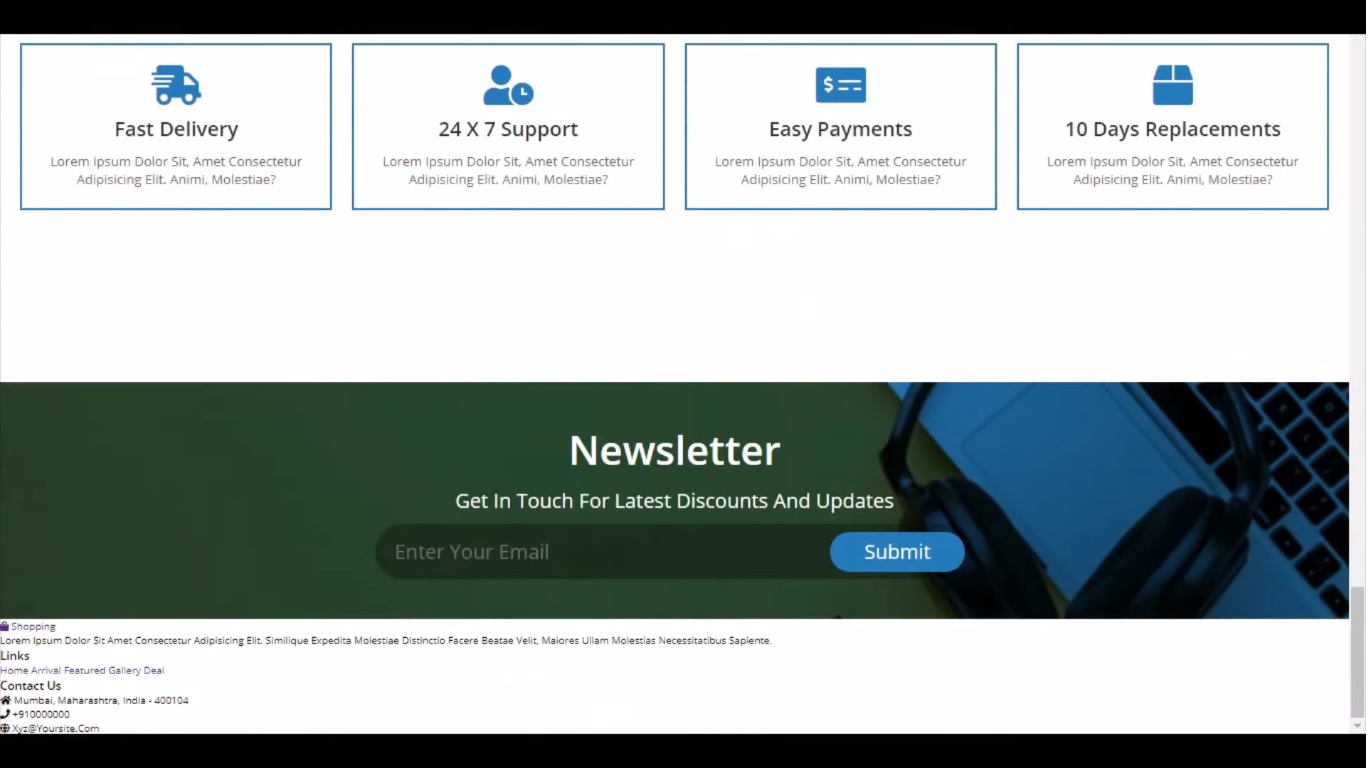 Fast Delivery
Lorem Ipsum Dolor Sit, Amet Consectetur
Adipisicing Elit. Animi, Molestiae?
24 X 7 Support
Lorem Ipsum Dolor Sit, Amet Consectetur
Adipisicing Elit. Animi, Molestiae?
Easy Payments
Lorem Ipsum Dolor Sit, Amet Consectetur
Adipisicing Elit. Animi, Molestiae?
10 Days Replacements
Lorem Ipsum Dolor Sit, Amet Consectetur
Adipisicing Elit. Animi, Molestiae?
Newsletter
Get In Touch For Latest Discounts And Updates
Enter Your Email
Submit
Shopping
Lorem Ipsum Dolor Sit Amet Consectetur Adipisicing Elit. Similique Expedita Molestiae Distinctio Facere Beatae Velit, Maiores Ullam Molestias Necessitatibus Sapiente.
Links
Home Arrival Featured Gallery Deal
Contact Us
Mumbai, Maharashtra, India - 400104
+910000000
Xyz@Yoursite.Com